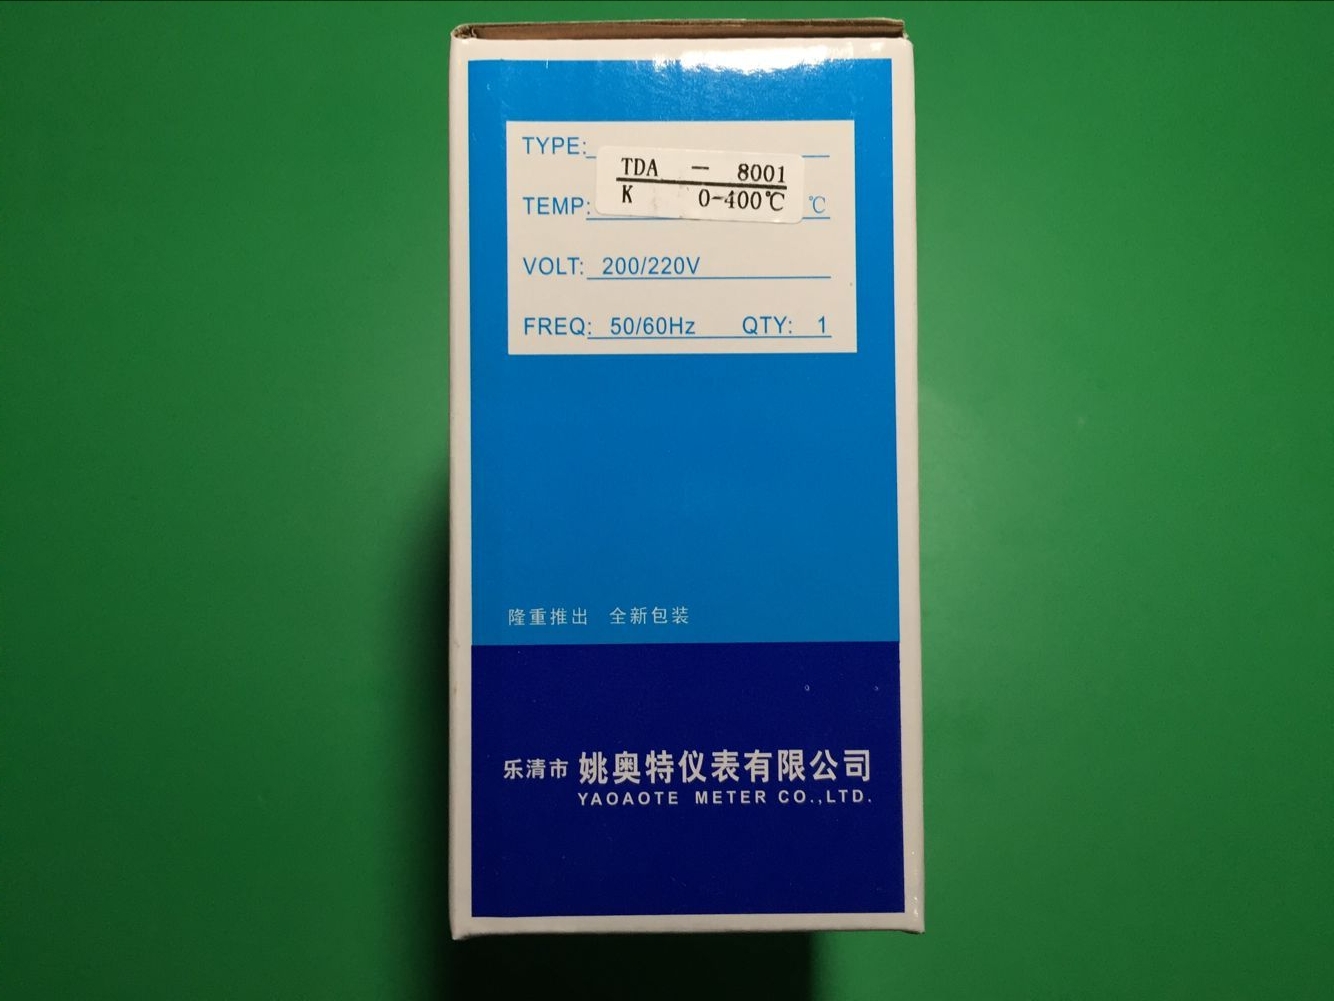 TYPE:
TDA — 8001
TEMP:
K 0-400℃ ℃
VOLT: 200/220V
FREQ: 50/60Hz QTY: 1
隆重推出 全新包装
乐清市 姚奥特仪表有限公司
YAOAOTE METER CO.,LTD.